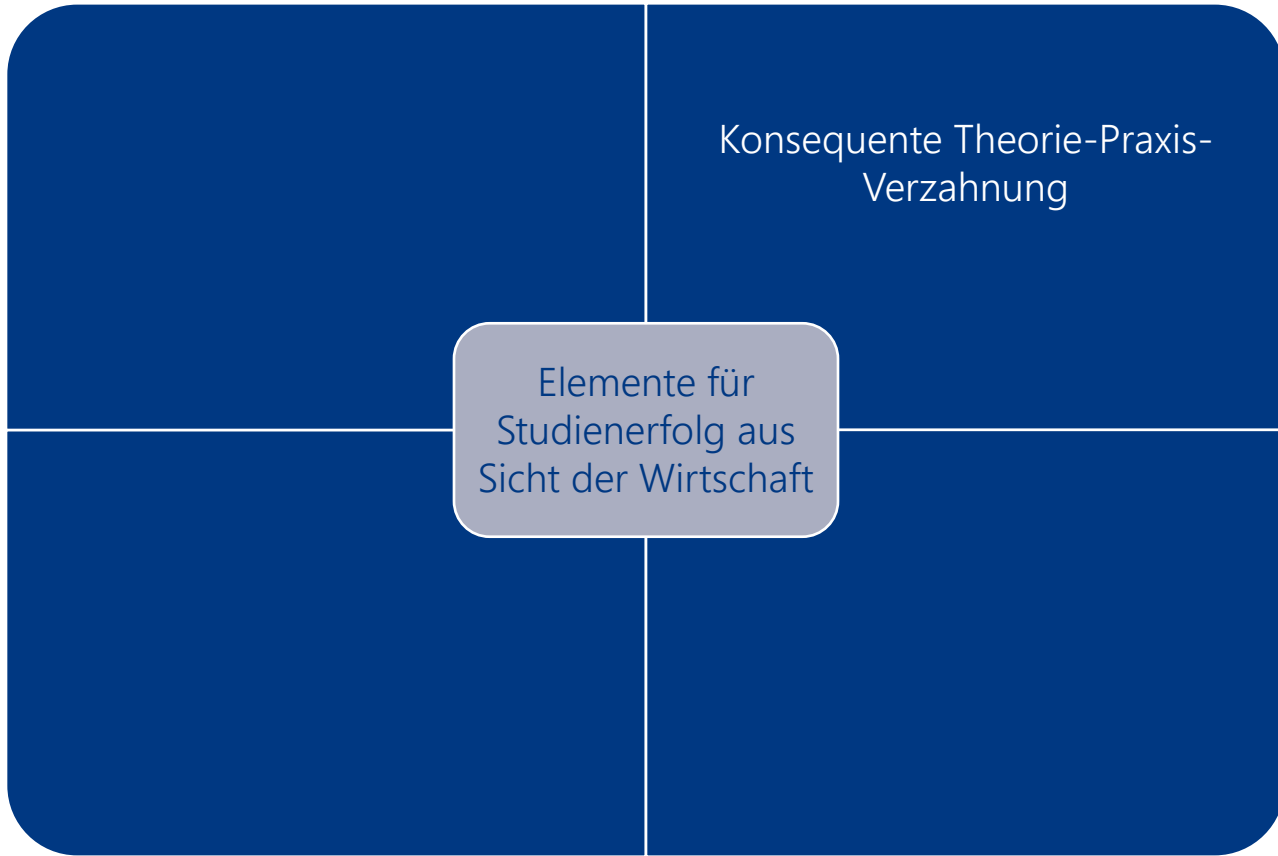 Konsequente Theorie-Praxis-
Verzahnung
Elemente für
Studienerfolg aus
Sicht der Wirtschaft